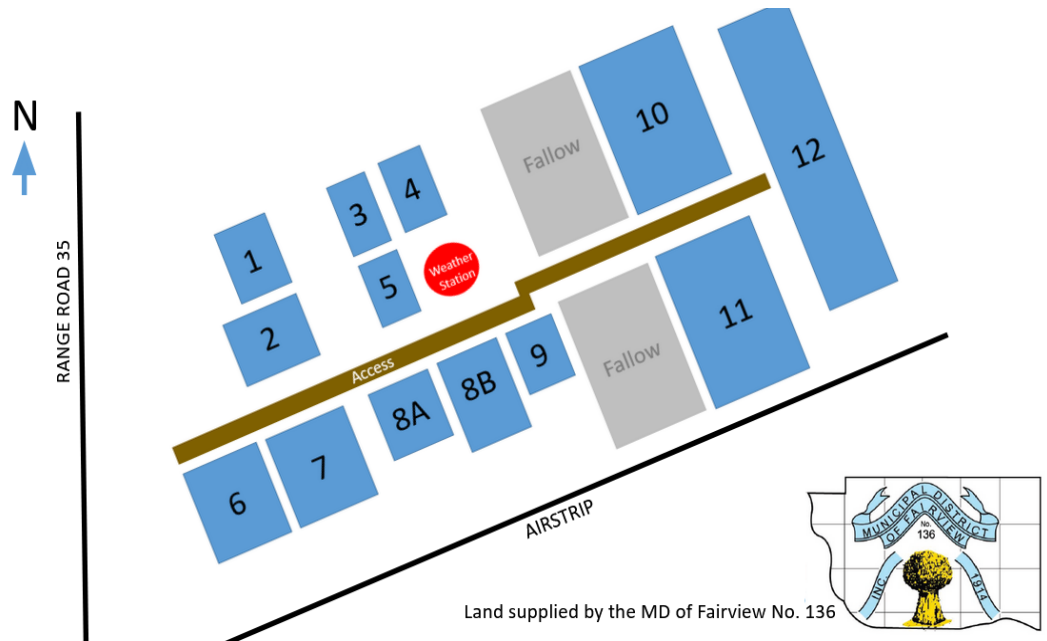 N
RANGE ROAD 35
1
2
3
4
5
Weather
Station
Fallow
10
12
Access
6
7
8A
8B
9
Fallow
11
AIRSTRIP
MUNICIPAL DISTRICT
OF FAIRVIEW
No.
136
INC.
1914
Land supplied by the MD of Fairview No. 136